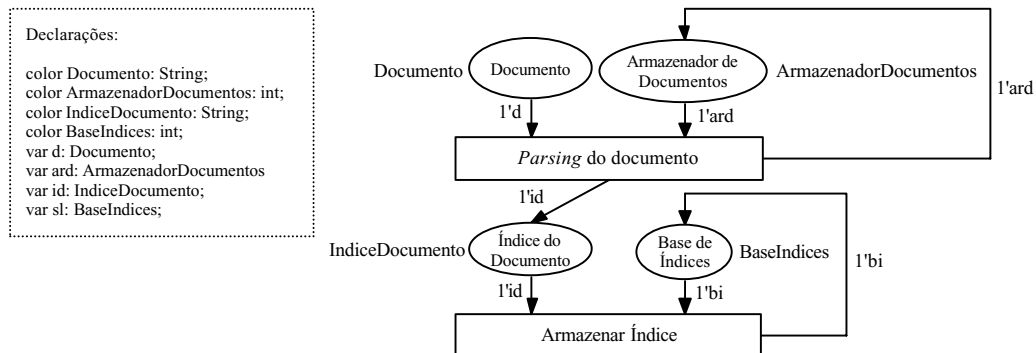 Declarações:
color Documento: String;
color ArmazenadorDocumentos: int;
color IndiceDocumento: String;
color BaseIndices: int;
var d: Documento;
var ard: ArmazenadorDocumentos
var id: IndiceDocumento;
var sl: BaseIndices;
Documento
Documento
Armazenador de
Documentos
ArmazenadorDocumentos
1'ard
1'd
1'ard
Parsing do documento
1'id
IndiceDocumento
Índice do
Documento
Base de
Índices
BaseIndices
1'bi
1'id
1'bi
Armazenar Índice